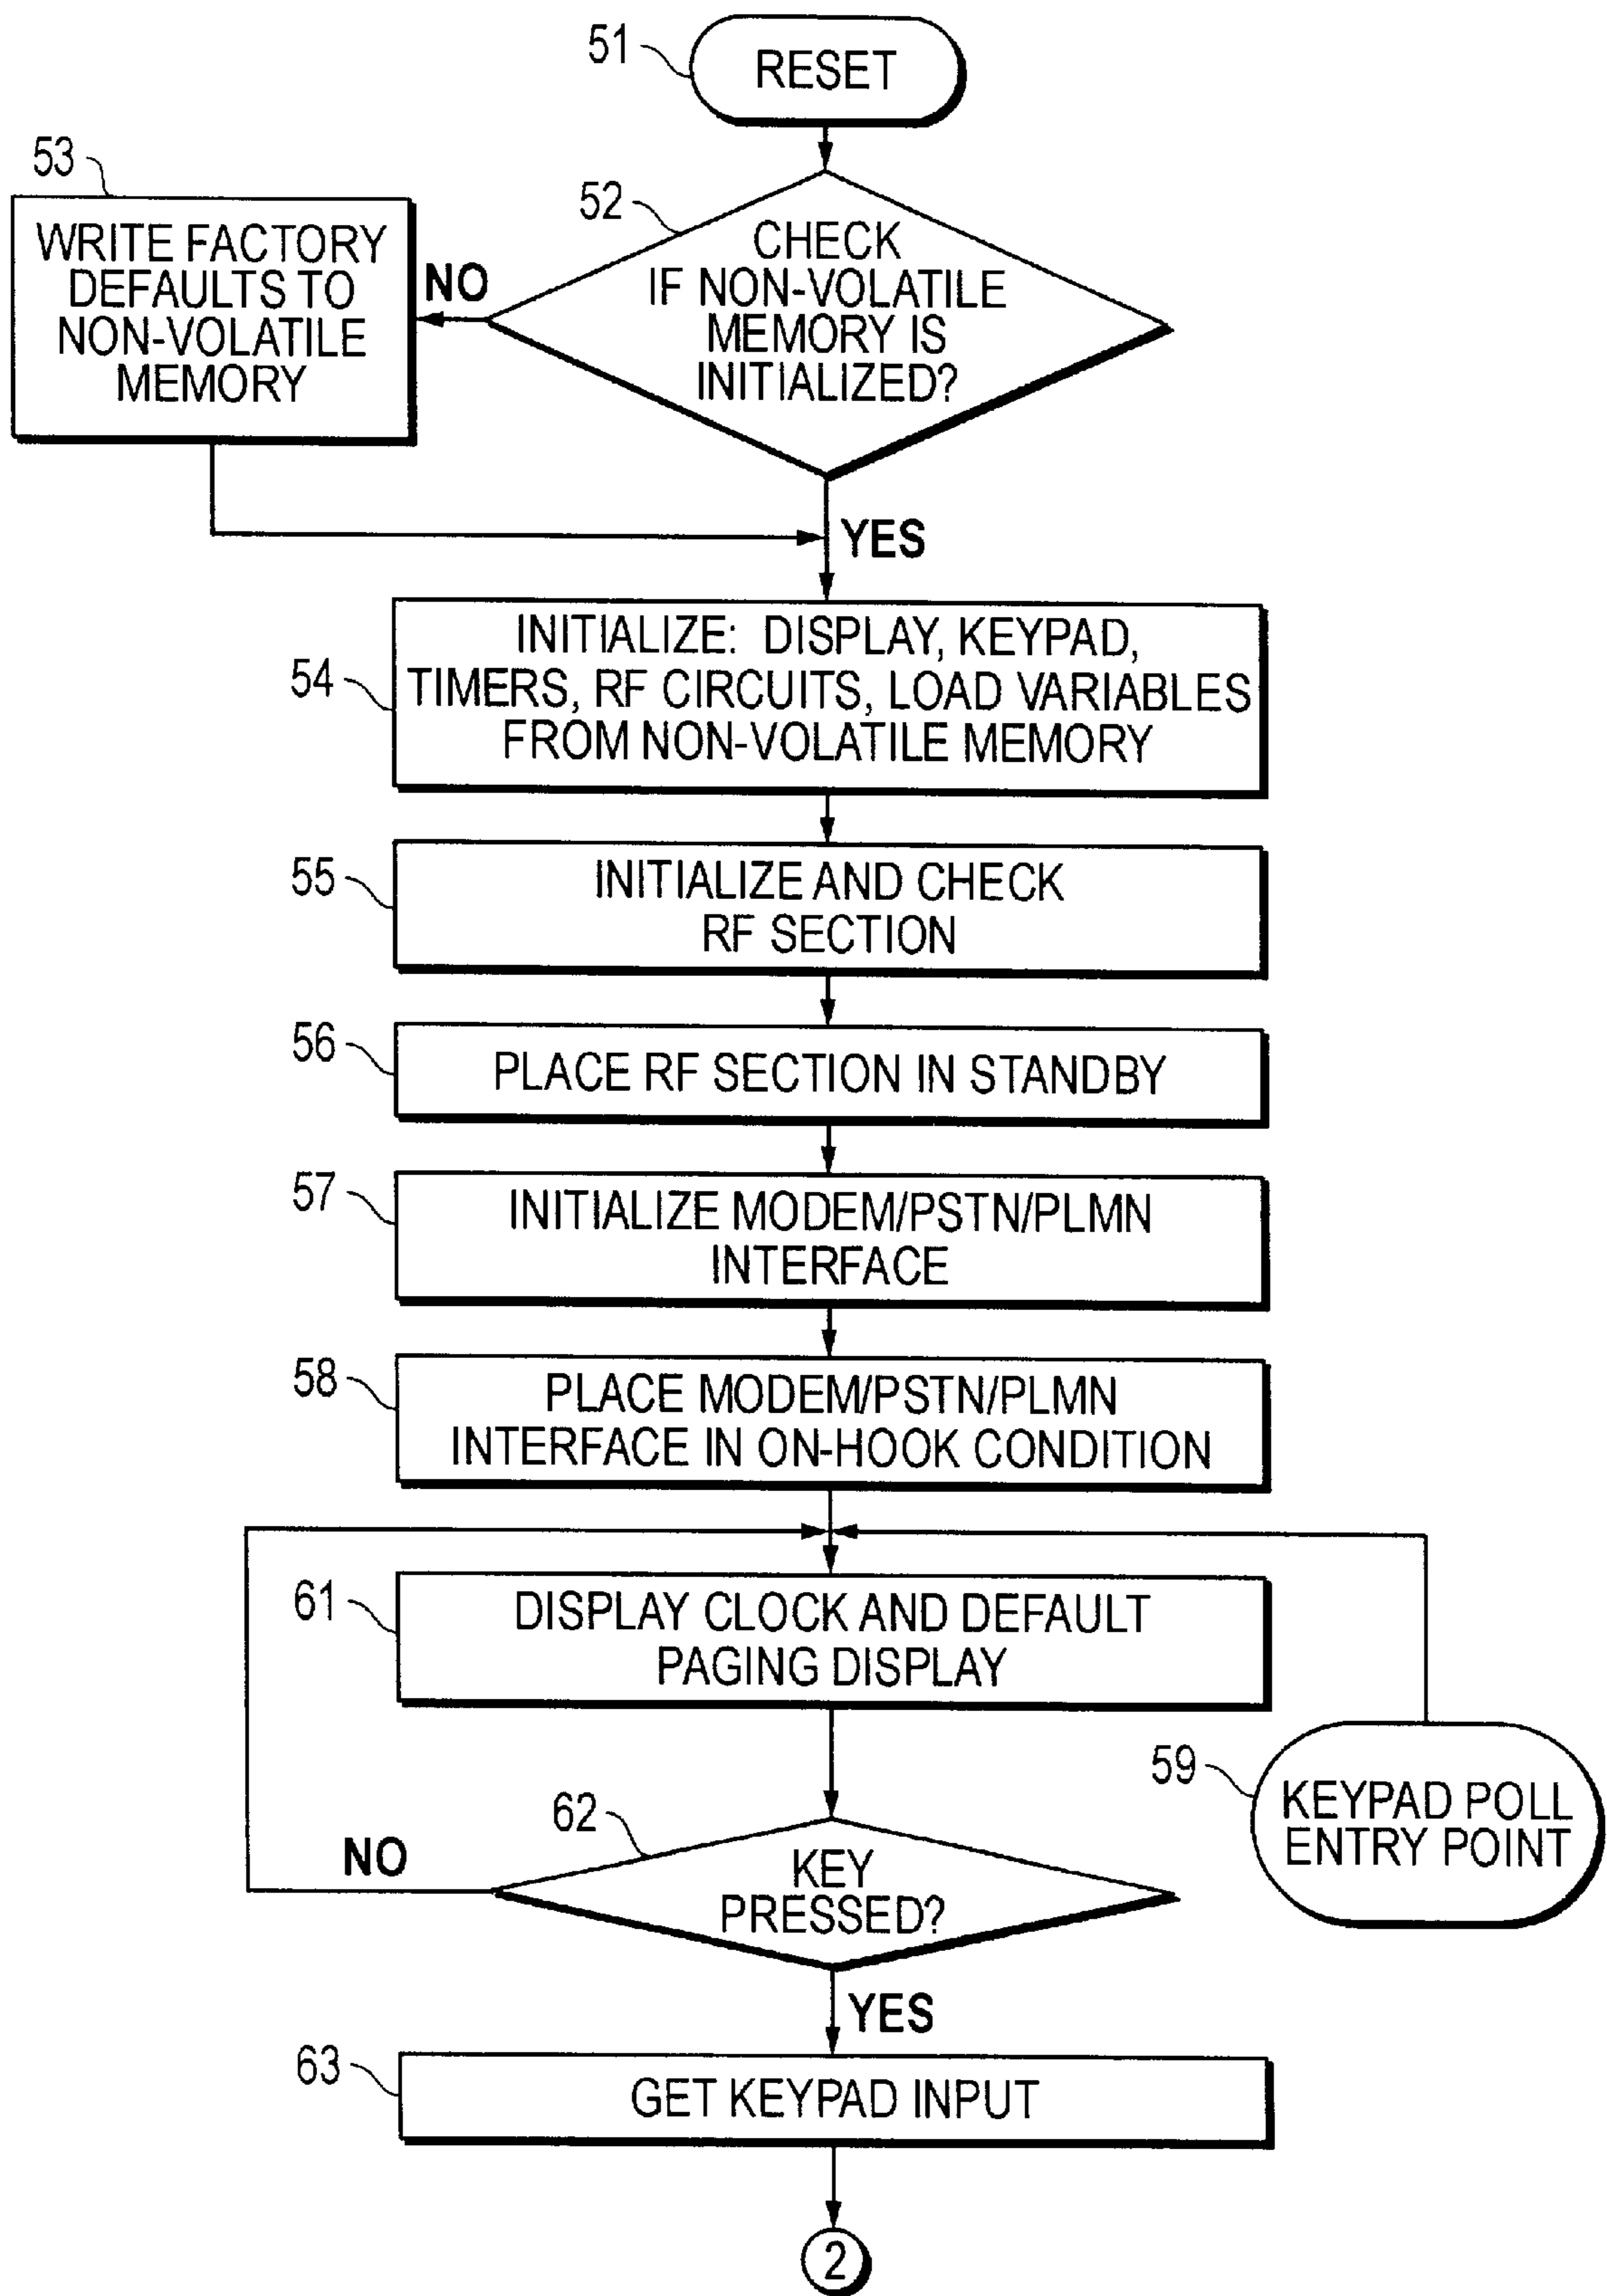 51
RESET
53
52
WRITE FACTORY
DEFAULTS TO
NON-VOLATILE
MEMORY
NO
CHECK
IF NON-VOLATILE
MEMORY IS
INITIALIZED?
YES
54
INITIALIZE: DISPLAY, KEYPAD,
TIMERS, RF CIRCUITS, LOAD VARIABLES
FROM NON-VOLATILE MEMORY
55
INITIALIZE AND CHECK
RF SECTION
56
PLACE RF SECTION IN STANDBY
57
INITIALIZE MODEM/PSTN/PLMN
INTERFACE
58
PLACE MODEM/PSTN/PLMN
INTERFACE IN ON-HOOK CONDITION
61
DISPLAY CLOCK AND DEFAULT
PAGING DISPLAY
59
KEYPAD POLL
ENTRY POINT
62
NO
KEY
PRESSED?
YES
63
GET KEYPAD INPUT
2